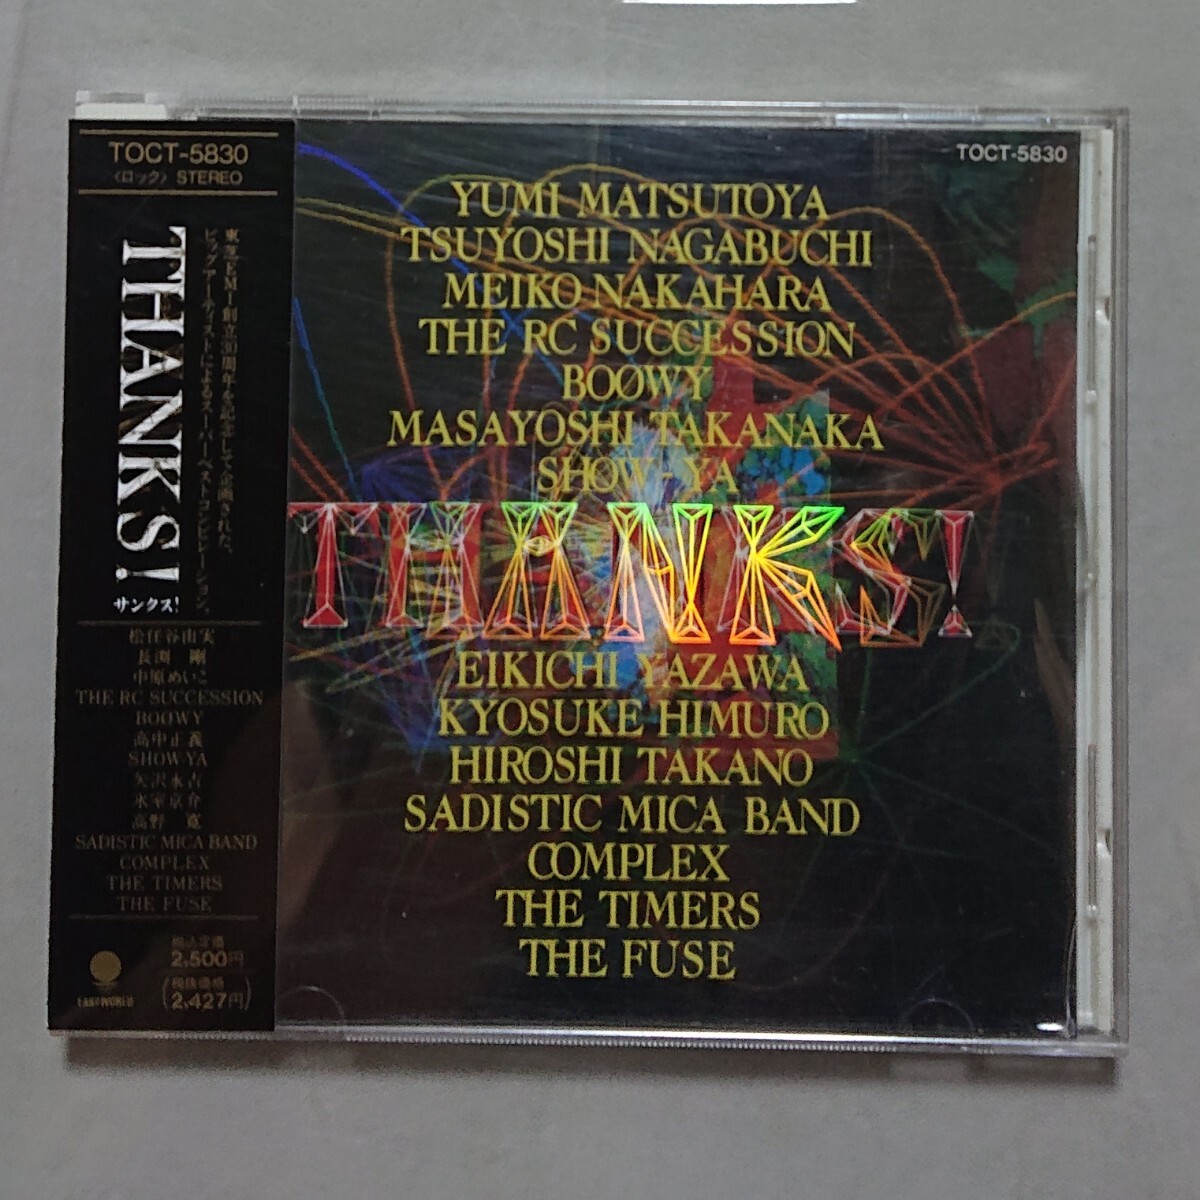 TOCT-5830
〈ロック〉 STEREO
東芝EMI創立30周年を記念して企画された、
ビッグアーティストによるスーパーベストコンピレーション。
THANKS!
サンクス!
松任谷由実
長渕 剛
中原めいこ
THE RC SUCCESSION
BOØWY
高中正義
SHOW-YA
矢沢永吉
氷室京介
高野 寛
SADISTIC MICA BAND
COMPLEX
THE TIMERS
THE FUSE
税込定価
2,500円
(税抜価格
2,427円)
EASTWORLD
TOCT-5830
YUMI MATSUTOYA
TSUYOSHI NAGABUCHI
MEIKO NAKAHARA
THE RC SUCCESSION
BOØWY
MASAYOSHI TAKANAKA
SHOW-YA
THANKS!
EIKICHI YAZAWA
KYOSUKE HIMURO
HIROSHI TAKANO
SADISTIC MICA BAND
COMPLEX
THE TIMERS
THE FUSE